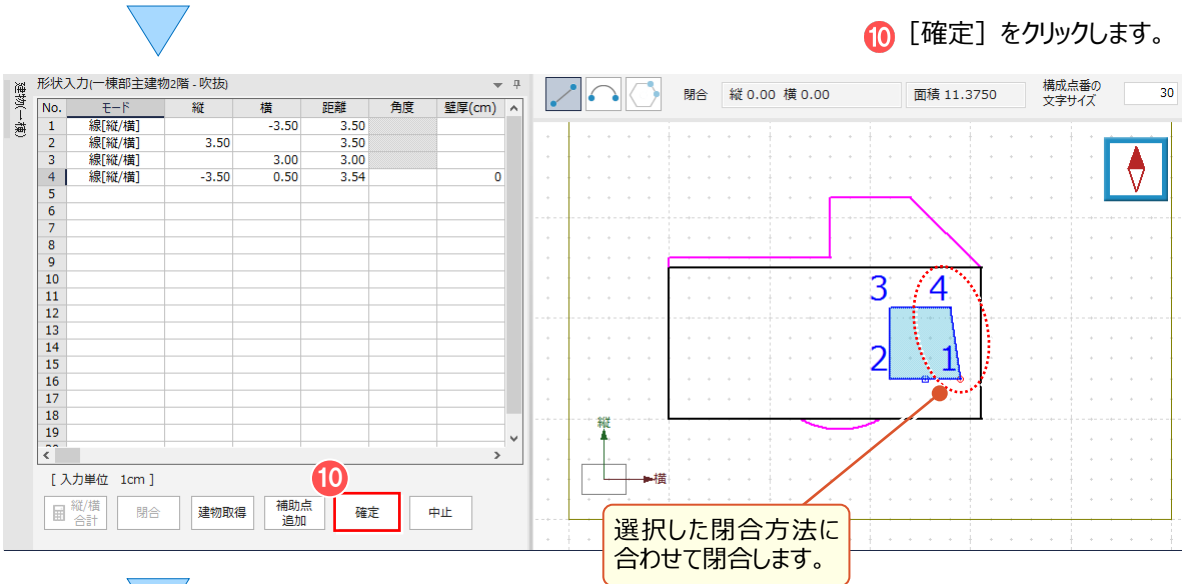 ⑩ [確定] をクリックします。
建物(一棟)
形状入力(一棟部主建物2階 - 吹抜)
No. モード 縦 横 距離 角度 壁厚(cm)
1 線[縦/横] -3.50 3.50
2 線[縦/横] 3.50 3.50
3 線[縦/横] 3.00 3.00
4 線[縦/横] -3.50 0.50 3.54 0
5
6
7
8
9
10
11
12
13
14
15
16
17
18
19
[ 入力単位 1cm ]
⑩
縦/横
合計
閉合
建物取得
補助点
追加
確定
中止
閉合 縦 0.00 横 0.00
面積 11.3750
構成点番の
文字サイズ
30
3 4
2 1
縦
横
選択した閉合方法に
合わせて閉合します。